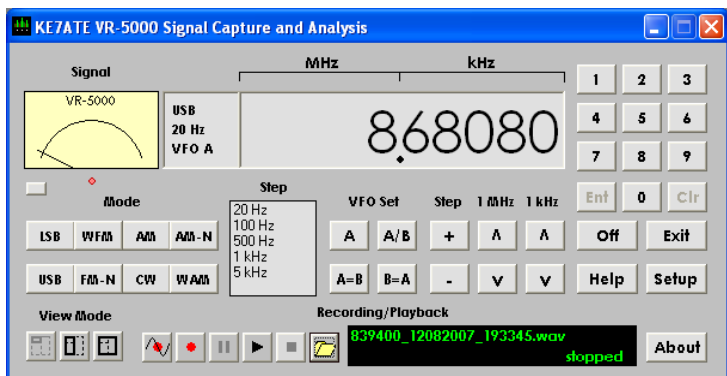 KE7ATE VR-5000 Signal Capture and Analysis
Signal
MHz
kHz
VR-5000
USB
20 Hz
VFO A
8.68080
1 2 3
4 5 6
7 8 9
Ent 0 Clr
Mode
LSB WFM AM AM-N
USB FM-N CW WAM
Step
20 Hz
100 Hz
500 Hz
1 kHz
5 kHz
VFO Set
A A/B
A=B B=A
Step
+
-
1 MHz
ʌ
v
1 kHz
ʌ
v
Off Exit
Help Setup
View Mode
Recording/Playback
839400_12082007_193345.wav
stopped
About